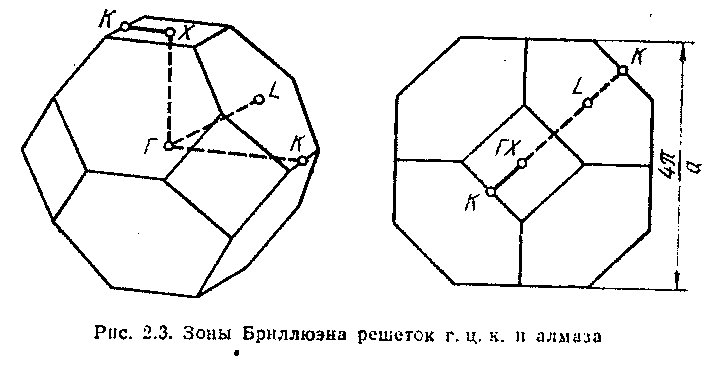 K
X
Г
L
K
K
L
ГX
K
4π
a
Рис. 2.3. Зоны Бриллюэна решеток г. ц. к. и алмаза